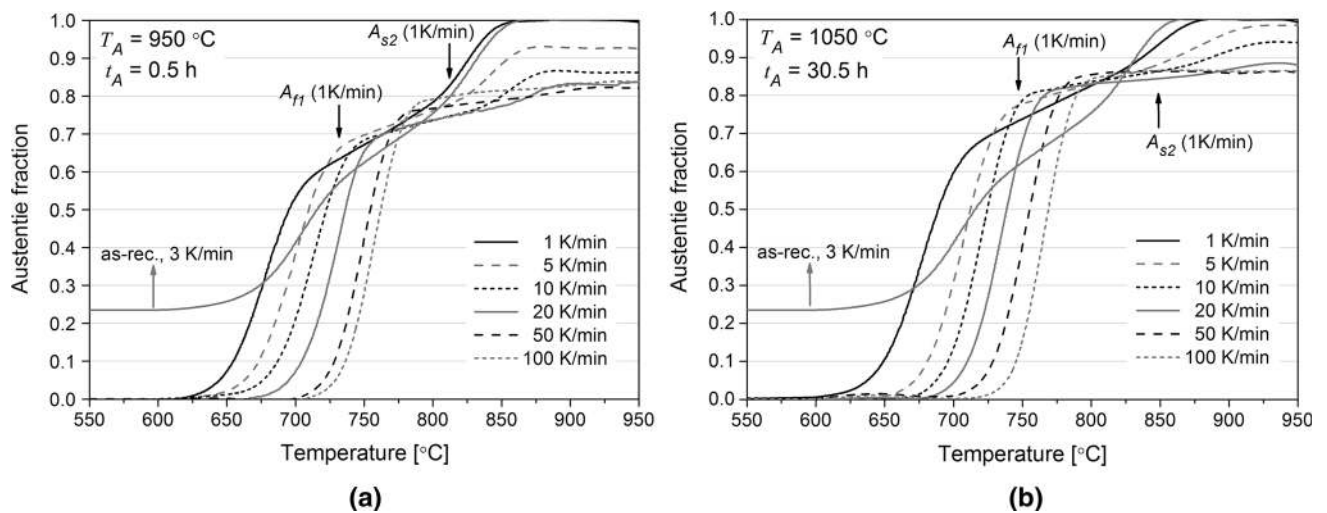 T_A = 950 °C
t_A = 0.5 h
A_s2 (1K/min)
A_f1 (1K/min)
as-rec., 3 K/min
1 K/min
5 K/min
10 K/min
20 K/min
50 K/min
100 K/min
Austentie fraction
1.0
0.9
0.8
0.7
0.6
0.5
0.4
0.3
0.2
0.1
0.0
550 600 650 700 750 800 850 900 950
Temperature [°C]
(a)
T_A = 1050 °C
t_A = 30.5 h
A_f1 (1K/min)
A_s2 (1K/min)
as-rec., 3 K/min
1 K/min
5 K/min
10 K/min
20 K/min
50 K/min
100 K/min
Austentie fraction
1.0
0.9
0.8
0.7
0.6
0.5
0.4
0.3
0.2
0.1
0.0
550 600 650 700 750 800 850 900 950
Temperature [°C]
(b)